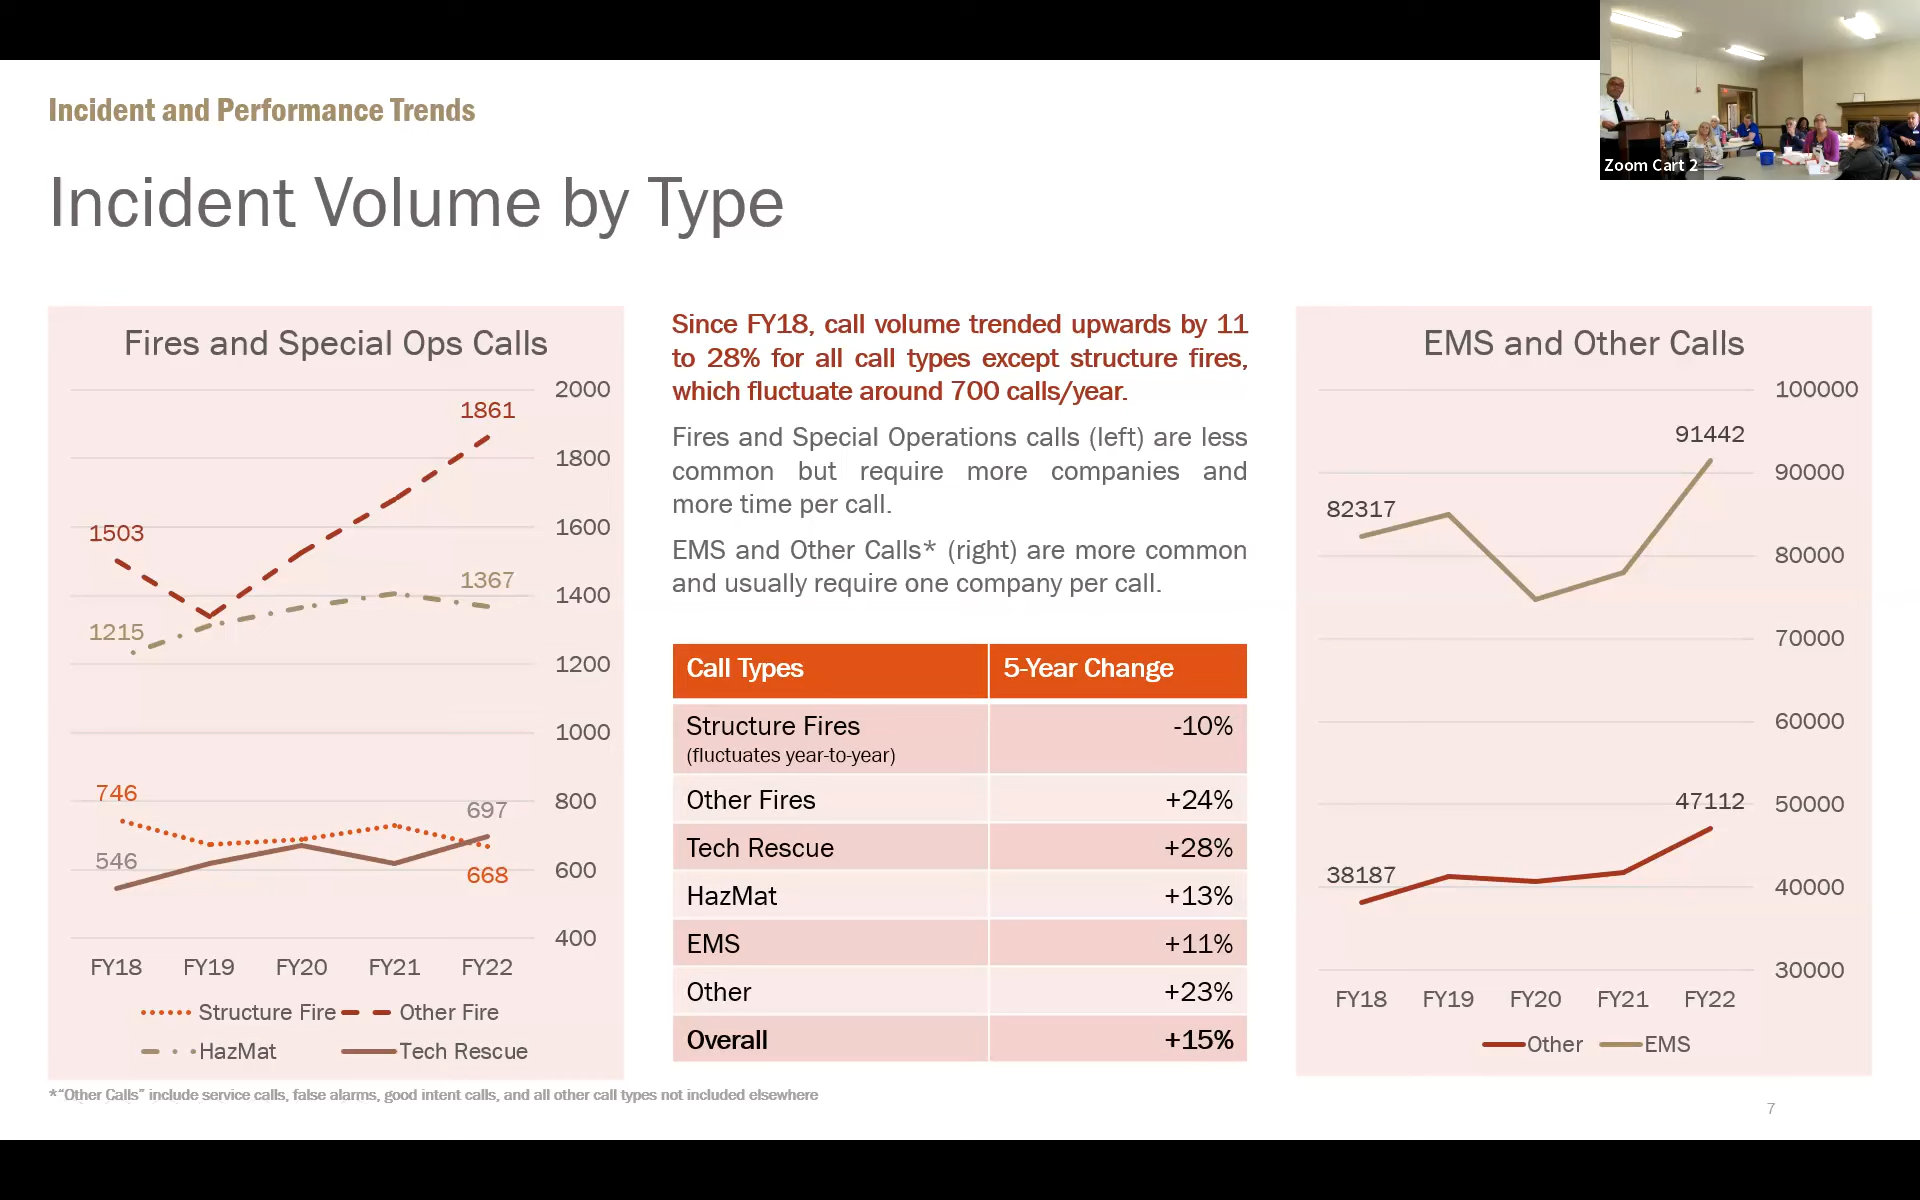 Zoom Cart 2
Incident and Performance Trends
Incident Volume by Type
Fires and Special Ops Calls
2000
1800
1600
1400
1200
1000
800
600
400
1503
1861
1215
1367
746
697
546
668
FY18 FY19 FY20 FY21 FY22
Structure Fire Other Fire
HazMat Tech Rescue
Since FY18, call volume trended upwards by 11
to 28% for all call types except structure fires,
which fluctuate around 700 calls/year.
Fires and Special Operations calls (left) are less
common but require more companies and
more time per call.
EMS and Other Calls* (right) are more common
and usually require one company per call.
Call Types 5-Year Change
Structure Fires -10%
(fluctuates year-to-year)
Other Fires +24%
Tech Rescue +28%
HazMat +13%
EMS +11%
Other +23%
Overall +15%
EMS and Other Calls
100000
90000
80000
70000
60000
50000
40000
30000
82317
91442
38187
47112
FY18 FY19 FY20 FY21 FY22
Other EMS
*“Other Calls” include service calls, false alarms, good intent calls, and all other call types not included elsewhere
7